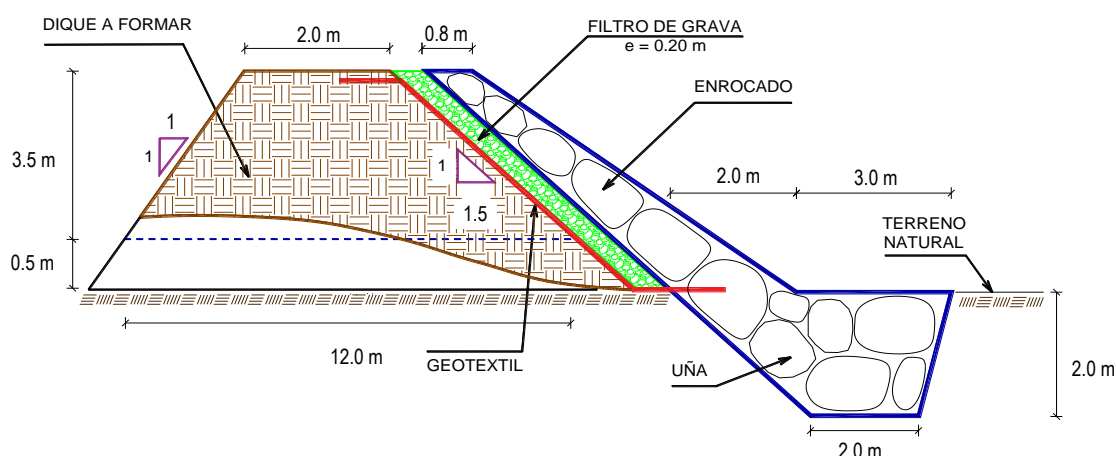 DIQUE A FORMAR
2.0 m
0.8 m
FILTRO DE GRAVA
e = 0.20 m
ENROCADO
1
1
3.5 m
1
1.5
2.0 m
3.0 m
TERRENO
NATURAL
0.5 m
12.0 m
GEOTEXTIL
UÑA
2.0 m
2.0 m